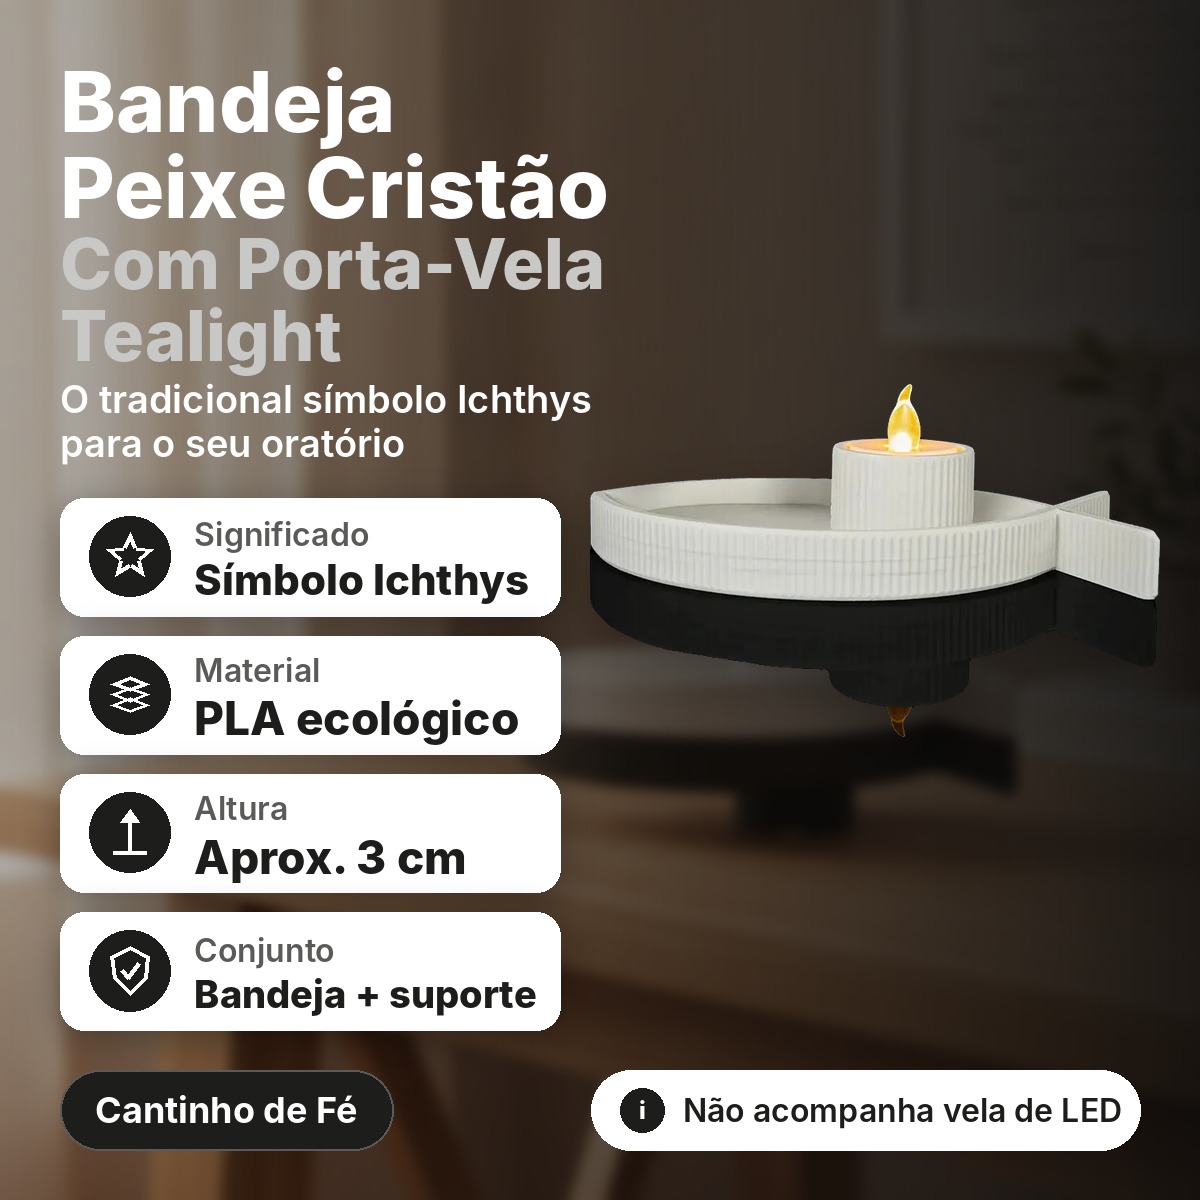 Bandeja
Peixe Cristão
Com Porta-Vela
Tealight
O tradicional símbolo Ichthys
para o seu oratório
Significado
Símbolo Ichthys
Material
PLA ecológico
Altura
Aprox. 3 cm
Conjunto
Bandeja + suporte
Cantinho de Fé
i Não acompanha vela de LED